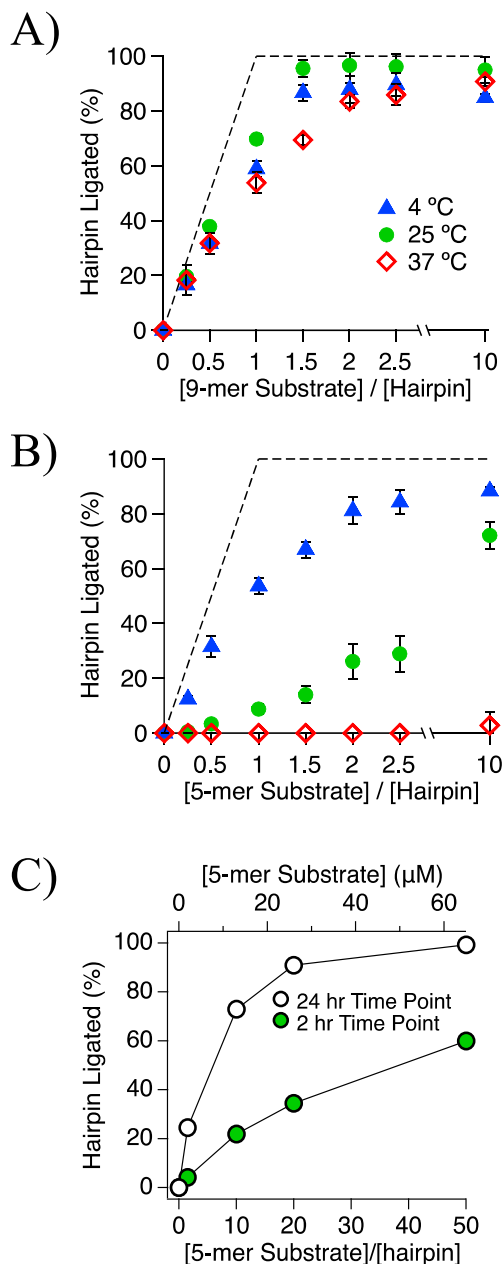 A)
Hairpin Ligated (%)
100
80
60
40
20
0
4 ºC
25 ºC
37 ºC
0 0.5 1 1.5 2 2.5 10
[9-mer Substrate] / [Hairpin]
B)
Hairpin Ligated (%)
100
80
60
40
20
0
0 0.5 1 1.5 2 2.5 10
[5-mer Substrate] / [Hairpin]
C)
[5-mer Substrate] (µM)
0 20 40 60
Hairpin Ligated (%)
100
80
60
40
20
0
24 hr Time Point
2 hr Time Point
0 10 20 30 40 50
[5-mer Substrate]/[hairpin]